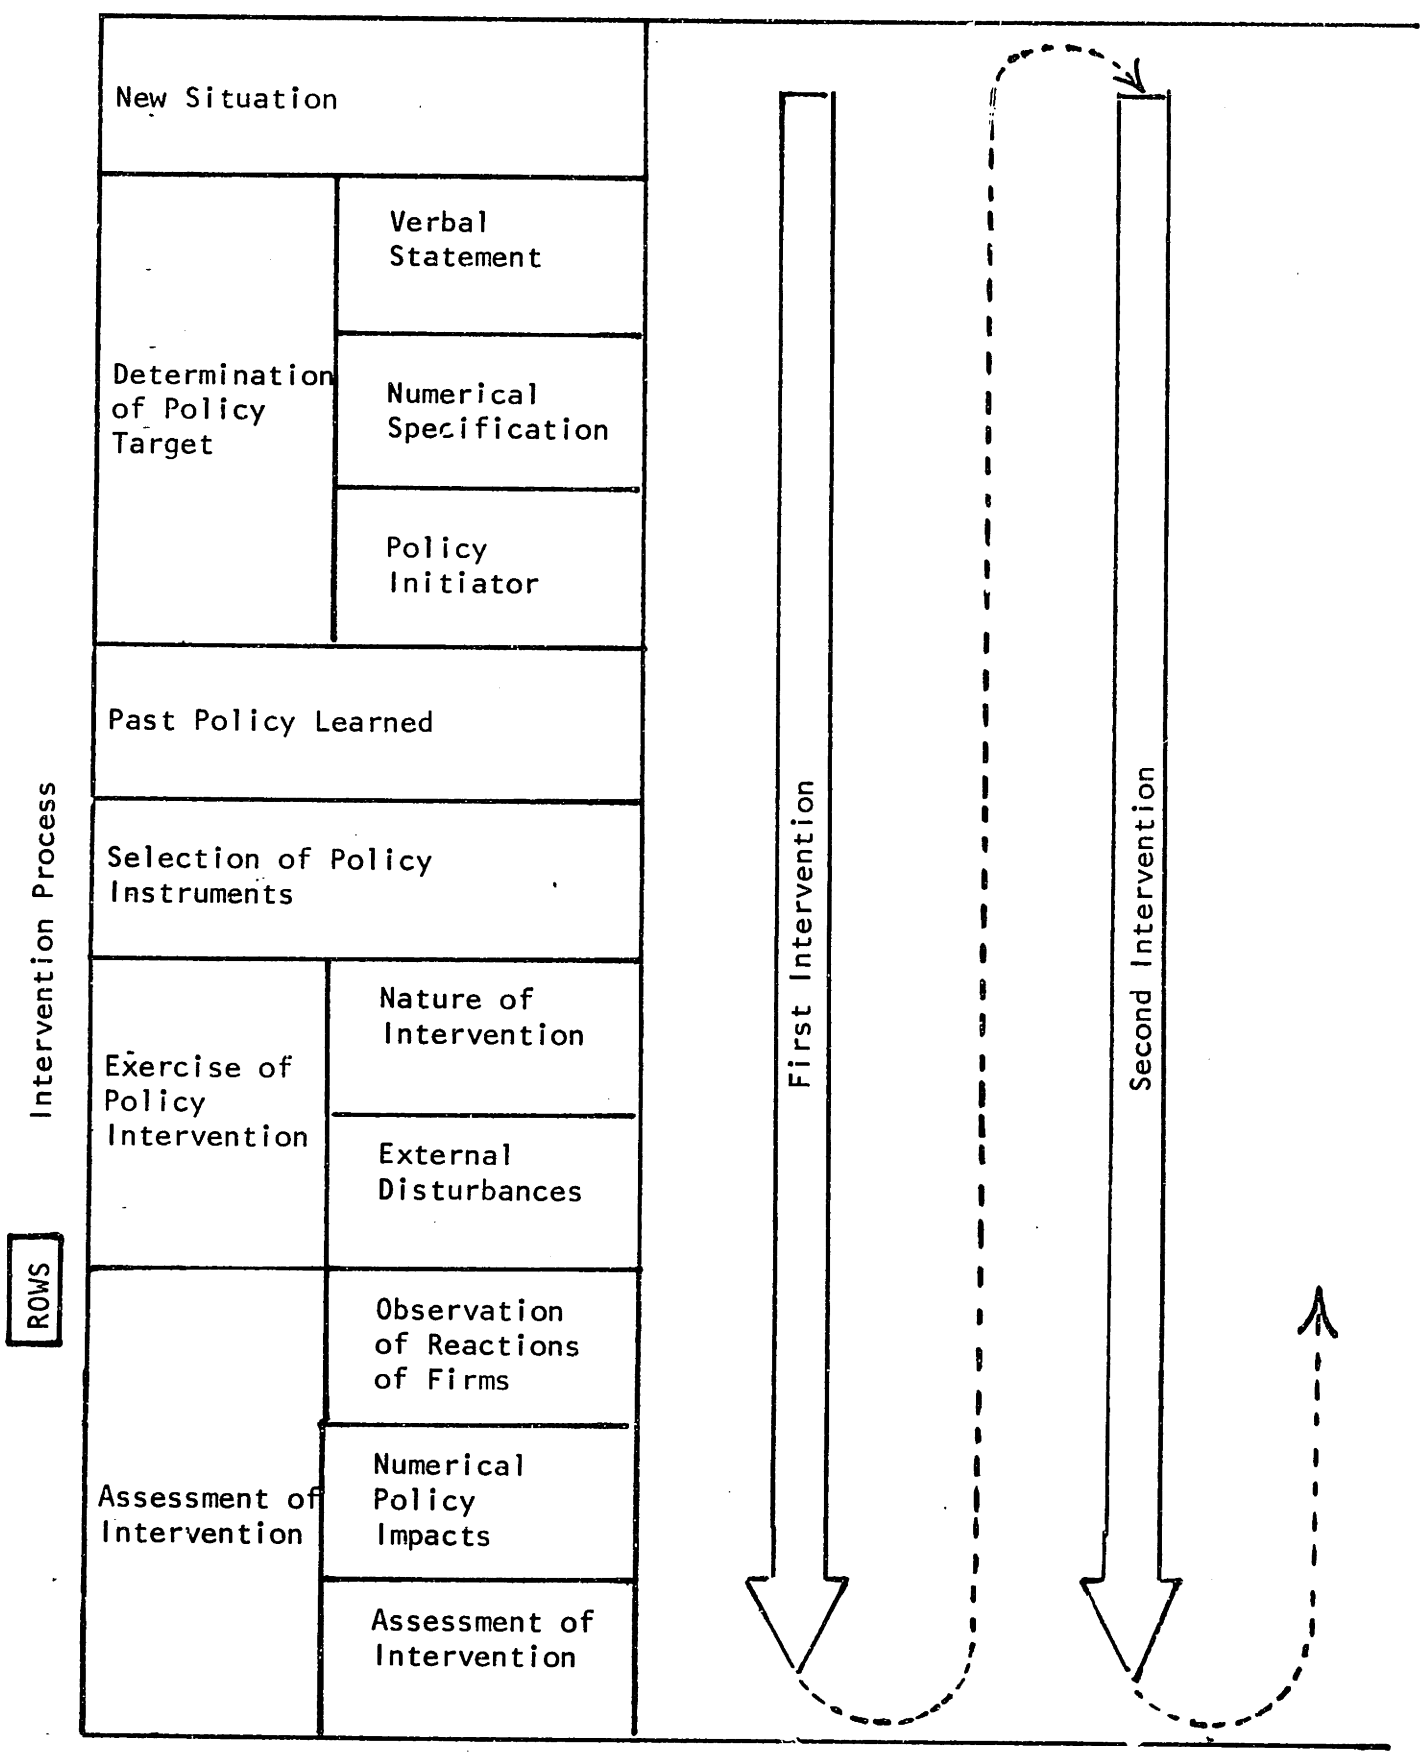 New Situation
Determination
of Policy
Target
Verbal
Statement
Numerical
Specification
Policy
Initiator
Past Policy Learned
Selection of Policy
Instruments
Exercise of
Policy
Intervention
Nature of
Intervention
External
Disturbances
Assessment of
Intervention
Observation
of Reactions
of Firms
Numerical
Policy
Impacts
Assessment of
Intervention
ROWS
Intervention Process
First Intervention
Second Intervention